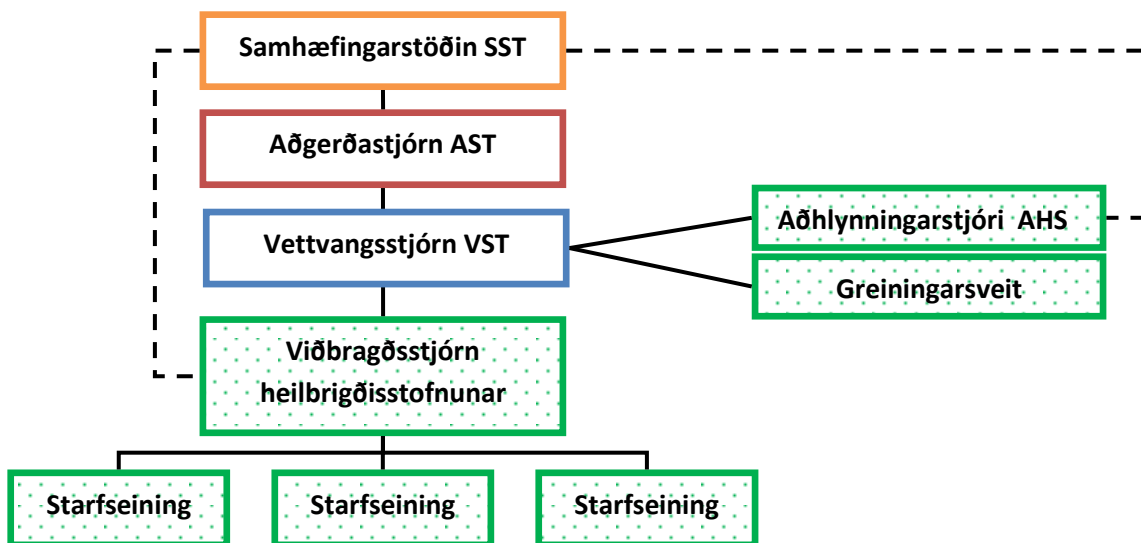 Samhæfingarstöðin SST
Aðgerðastjórn AST
Vettvangsstjórn VST
Aðhlynningarstjóri AHS
Greiningarsveit
Viðbragðsstjórn
heilbrigðisstofnunar
Starfseining
Starfseining
Starfseining